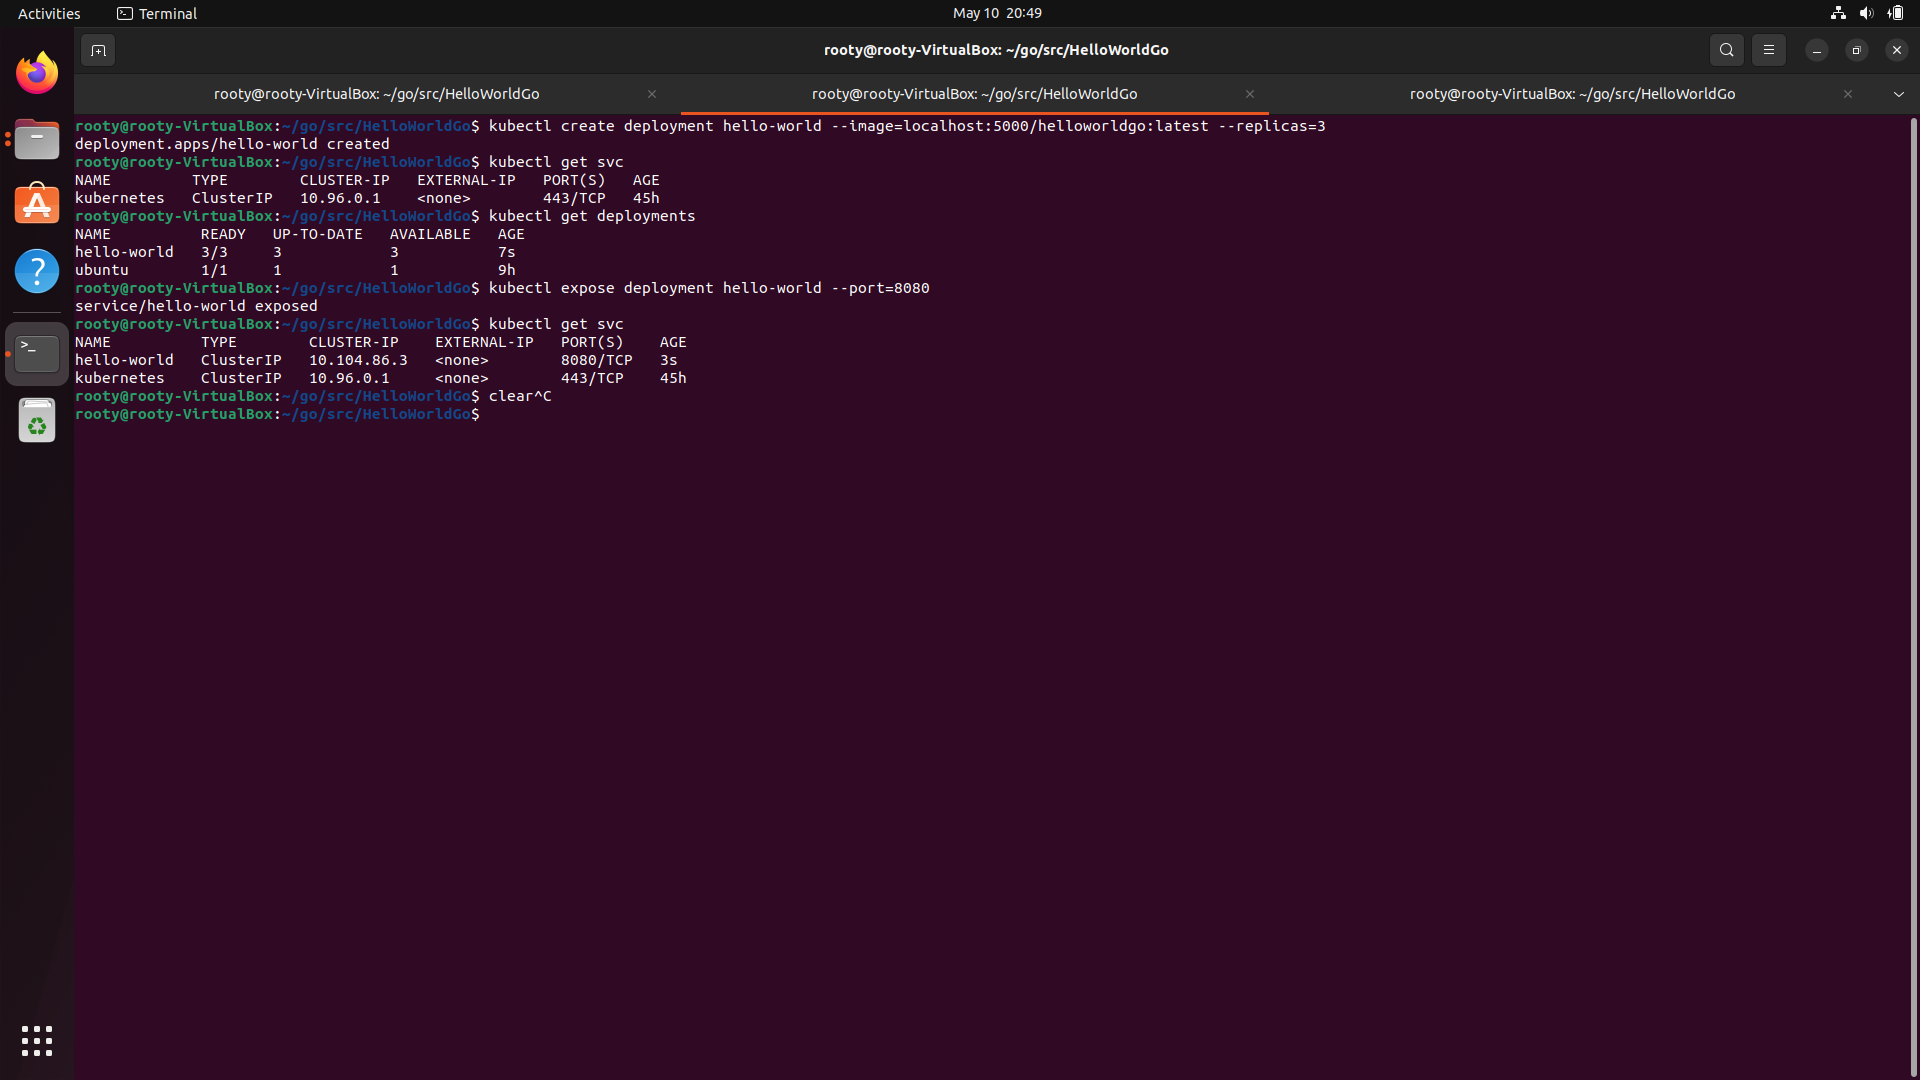 Activities
Terminal
May 10  20:49
rooty@rooty-VirtualBox: ~/go/src/HelloWorldGo
rooty@rooty-VirtualBox: ~/go/src/HelloWorldGo
rooty@rooty-VirtualBox: ~/go/src/HelloWorldGo
rooty@rooty-VirtualBox: ~/go/src/HelloWorldGo
rooty@rooty-VirtualBox:~/go/src/HelloWorldGo$ kubectl create deployment hello-world --image=localhost:5000/helloworldgo:latest --replicas=3
deployment.apps/hello-world created
rooty@rooty-VirtualBox:~/go/src/HelloWorldGo$ kubectl get svc
NAME         TYPE        CLUSTER-IP   EXTERNAL-IP   PORT(S)   AGE
kubernetes   ClusterIP   10.96.0.1    <none>        443/TCP   45h
rooty@rooty-VirtualBox:~/go/src/HelloWorldGo$ kubectl get deployments
NAME          READY   UP-TO-DATE   AVAILABLE   AGE
hello-world   3/3     3            3           7s
ubuntu        1/1     1            1           9h
rooty@rooty-VirtualBox:~/go/src/HelloWorldGo$ kubectl expose deployment hello-world --port=8080
service/hello-world exposed
rooty@rooty-VirtualBox:~/go/src/HelloWorldGo$ kubectl get svc
NAME          TYPE        CLUSTER-IP    EXTERNAL-IP   PORT(S)    AGE
hello-world   ClusterIP   10.104.86.3   <none>        8080/TCP   3s
kubernetes    ClusterIP   10.96.0.1     <none>        443/TCP    45h
rooty@rooty-VirtualBox:~/go/src/HelloWorldGo$ clear^C
rooty@rooty-VirtualBox:~/go/src/HelloWorldGo$